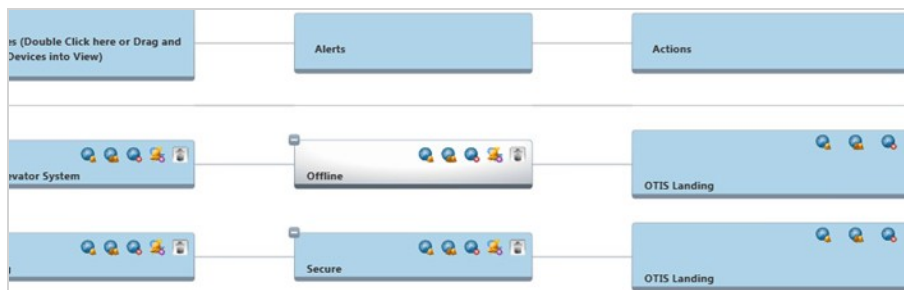 es (Double Click here or Drag and
Devices into View)
Alerts
Actions
evator System
Offline
OTIS Landing
Secure
OTIS Landing